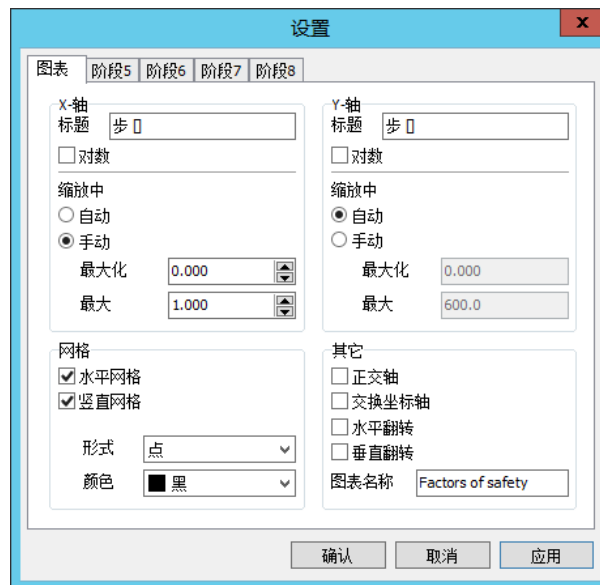 设置
x
图表 阶段5 阶段6 阶段7 阶段8
X-轴
标题 步 []
对数
缩放中
自动
手动
最大化 0.000
最大 1.000
Y-轴
标题 步 []
对数
缩放中
自动
手动
最大化 0.000
最大 600.0
网格
水平网格
竖直网格
形式 点
颜色 黑
其它
正交轴
交换坐标轴
水平翻转
垂直翻转
图表名称 Factors of safety
确认 取消 应用